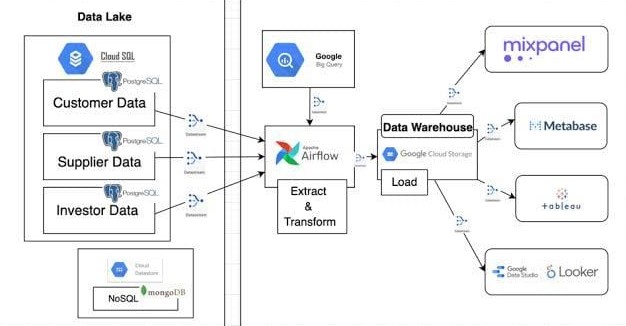 Data Lake
Cloud SQL
PostgreSQL
Customer Data
PostgreSQL
Supplier Data
PostgreSQL
Investor Data
Cloud
Datastore
mongoDB
NoSQL
Datastream
Datastream
Datastream
Google
Big Query
Datastream
Apache
Airflow
Extract
&
Transform
Datastream
Data Warehouse
Google Cloud Storage
Load
Datastream
Datastream
Datastream
Datastream
mixpanel
Metabase
+ableau
Google
Data Studio
Looker